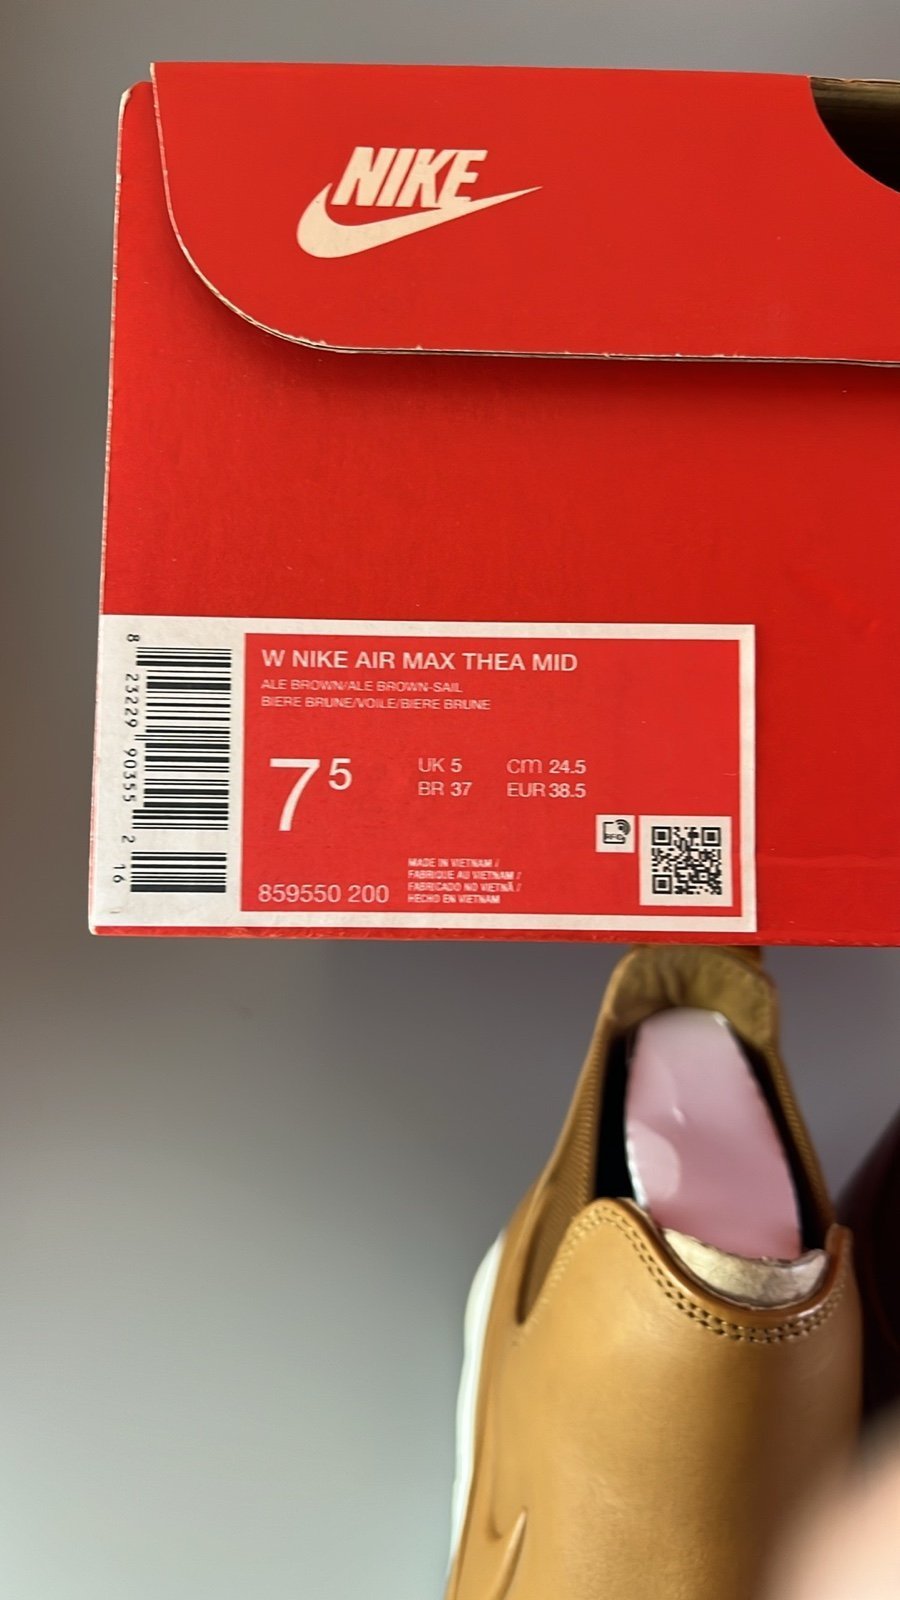 NIKE
W NIKE AIR MAX THEA MID
ALE BROWN/ALE BROWN-SAIL
BIERE BRUNE/VOILE/BIERE BRUNE
7 5
UK 5 cm 24.5
BR 37 EUR 38.5
RFID
MADE IN VIETNAM /
FABRIQUE AU VIETNAM /
FABRICADO NO VIETNÃ /
HECHO EN VIETNAM
859550 200
8 23229 90355 2 16